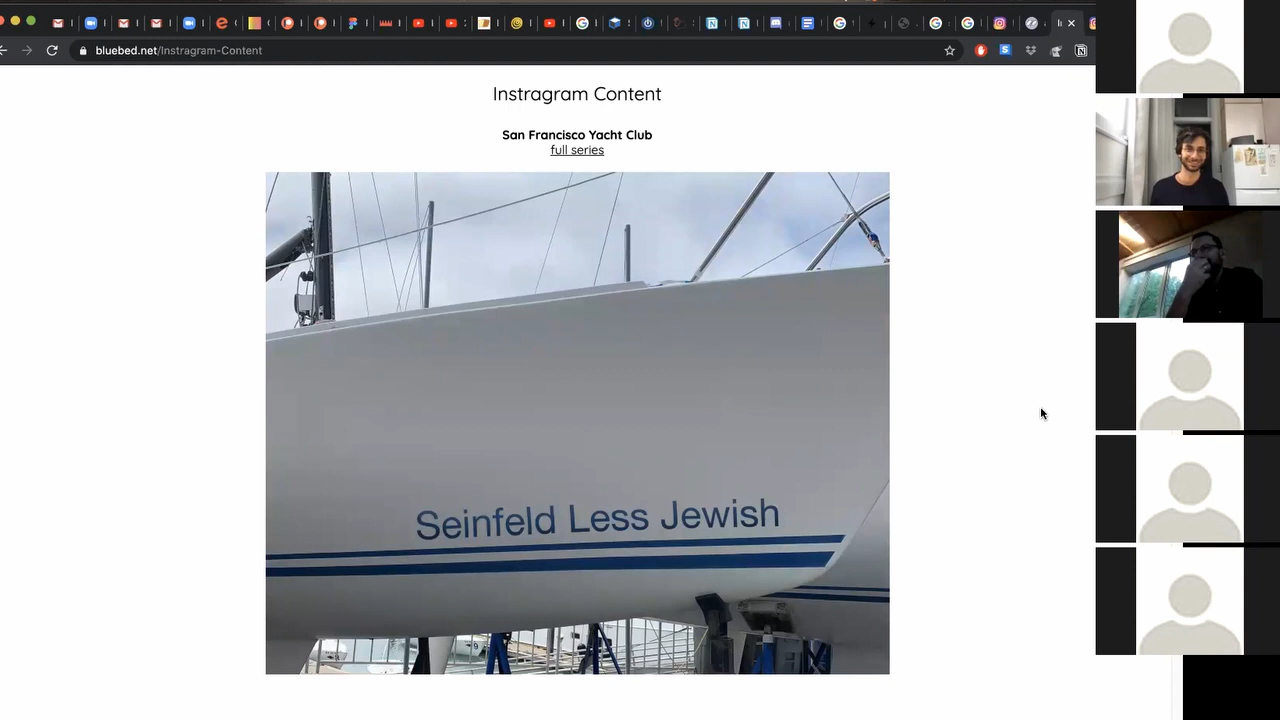 bluebed.net/Instragram-Content
Instragram Content
San Francisco Yacht Club
full series
Seinfeld Less Jewish